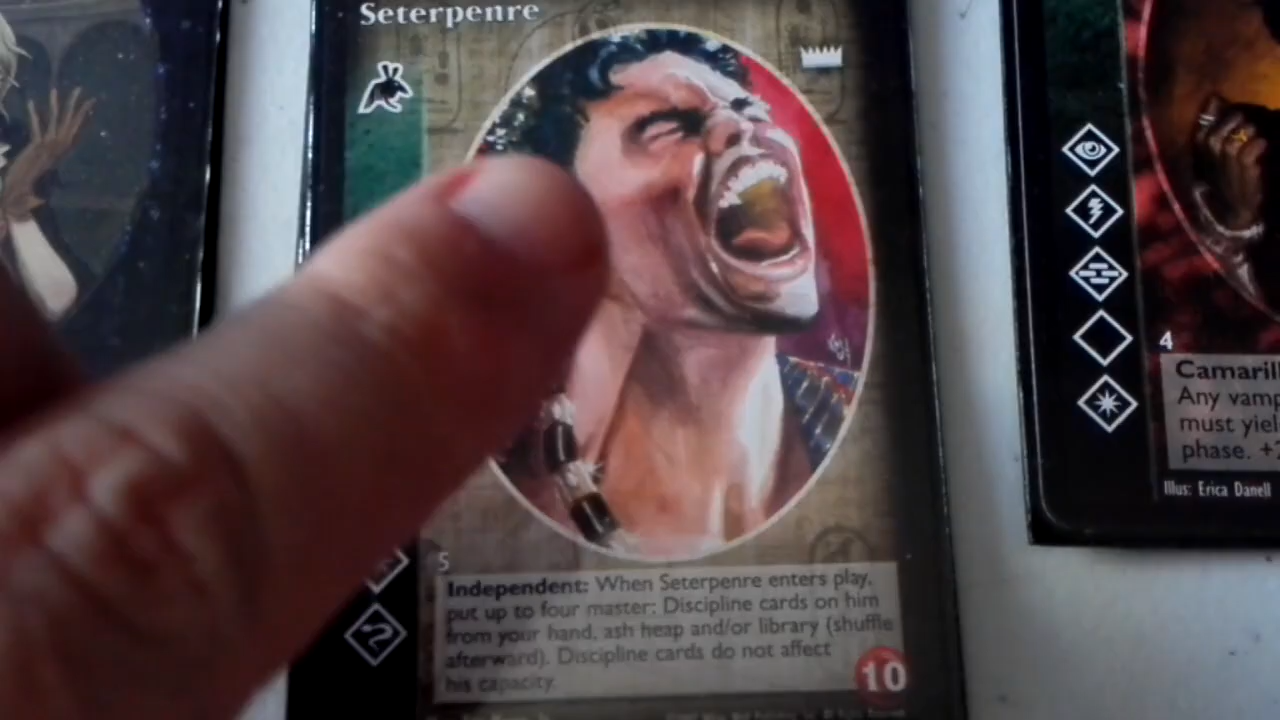 Seterpenre
5
Independent: When Seterpenre enters play,
put up to four master: Discipline cards on him
from your hand, ash heap and/or library (shuffle
afterward). Discipline cards do not affect
his capacity.
10
4
Camarill
Any vamp
must yiel
phase. +2
Illus: Erica Danell